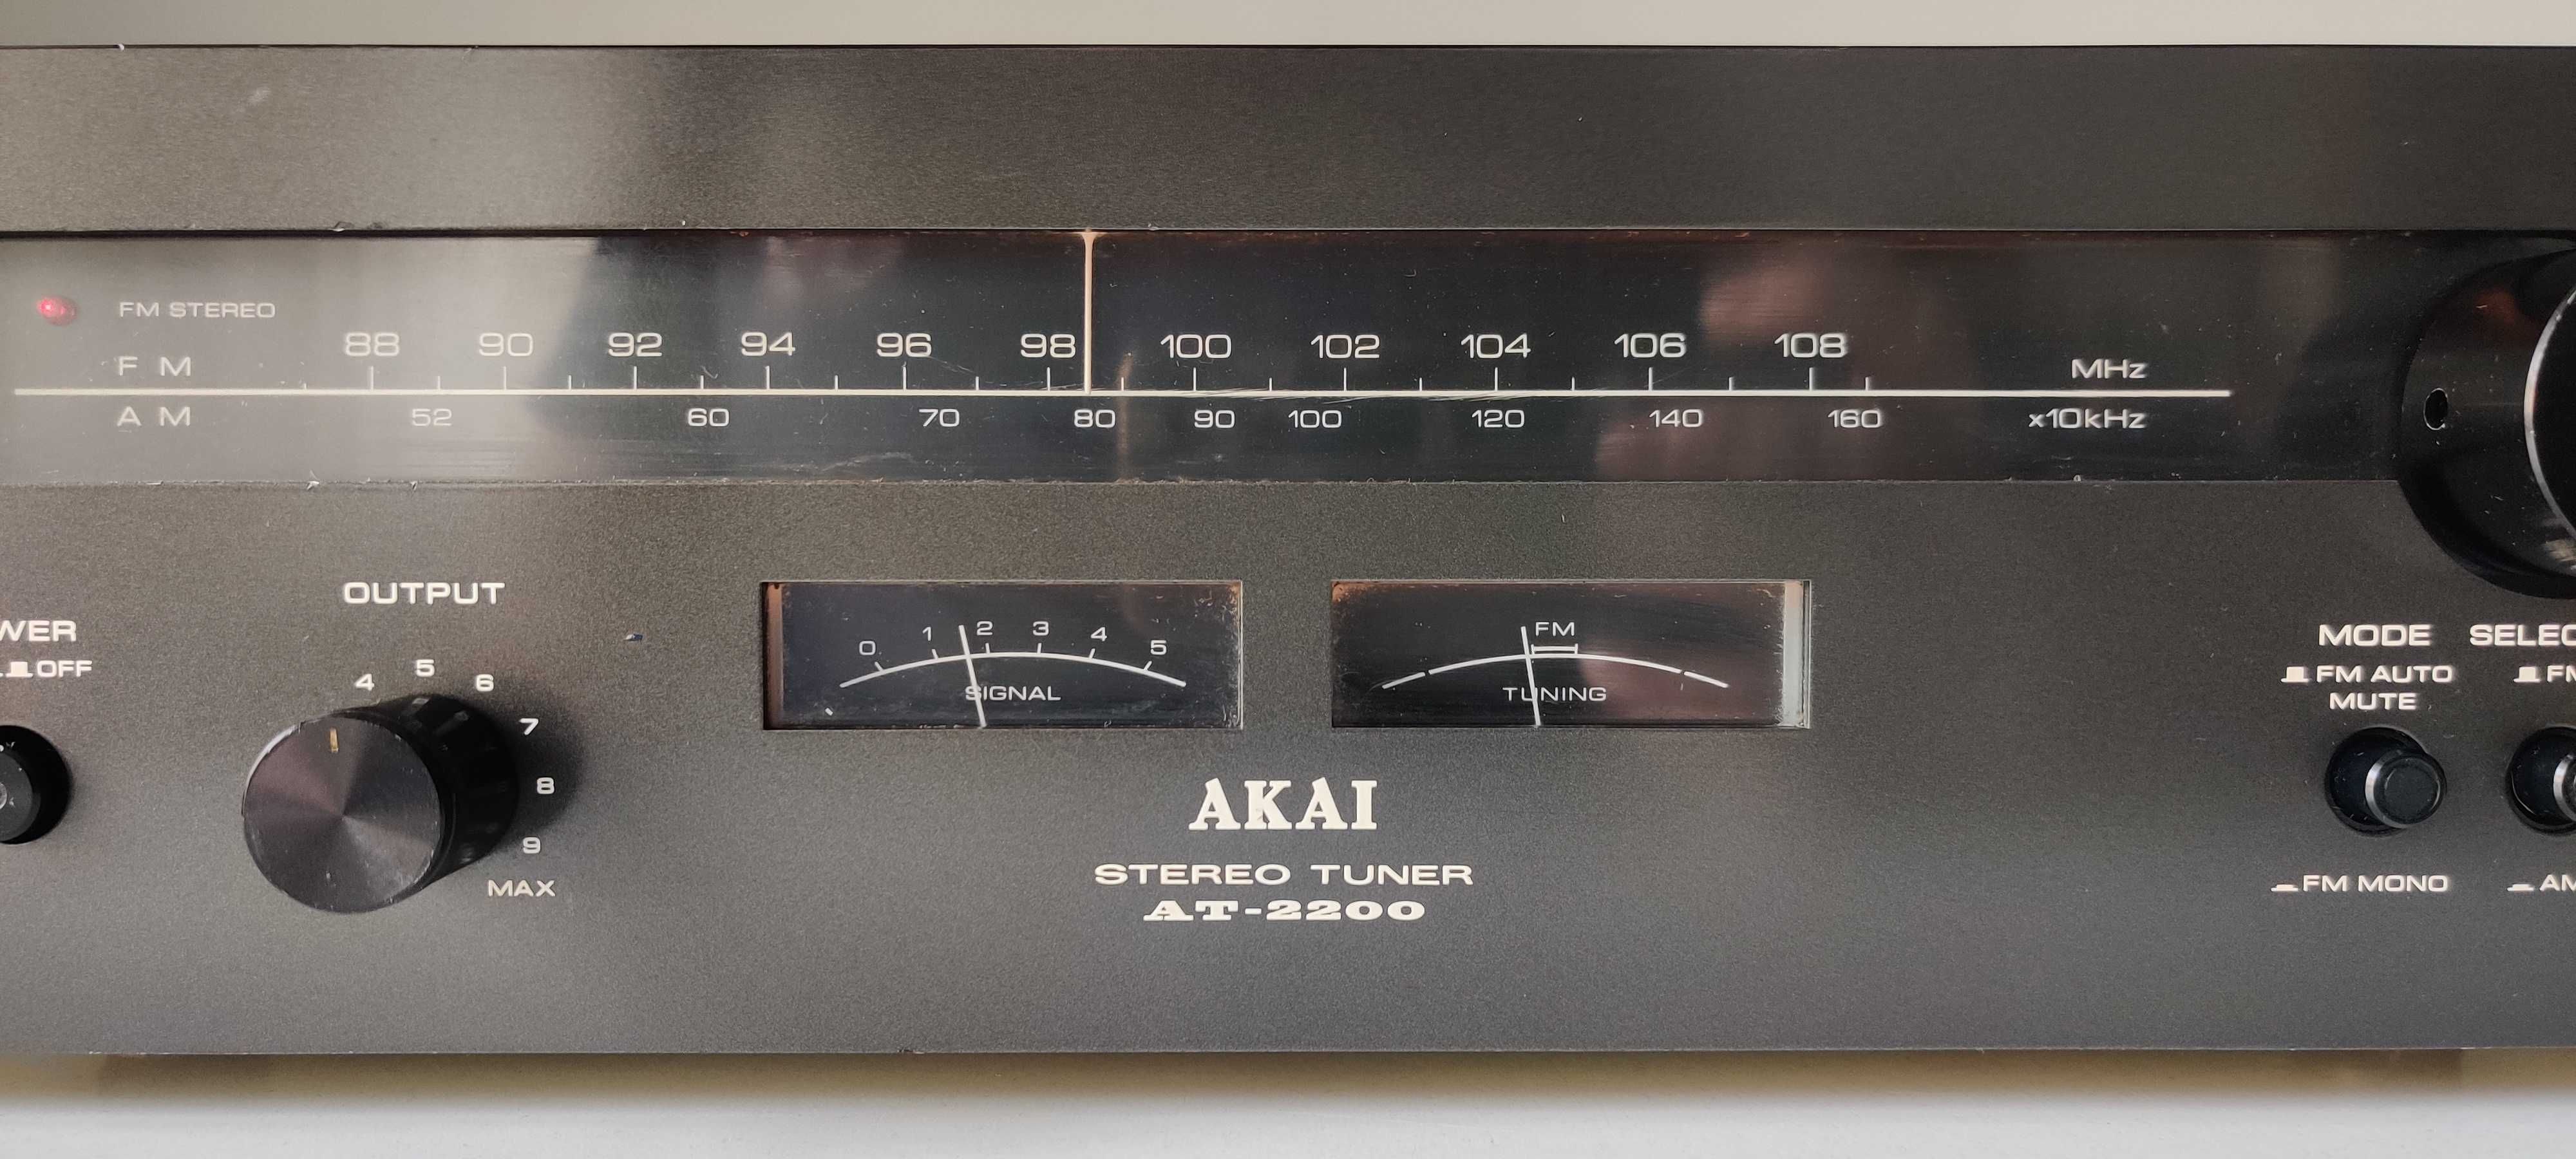 FM STEREO
88 90 92 94 96 98 100 102 104 106 108
FM MHz
AM 52 60 70 80 90 100 120 140 160 x10kHz
OUTPUT
4 5 6 7 8 9 MAX
OFF
0 1 2 3 4 5
SIGNAL
FM
TUNING
AKAI
STEREO TUNER
AT-2200
MODE
FM AUTO
MUTE
FM MONO
FM
AM